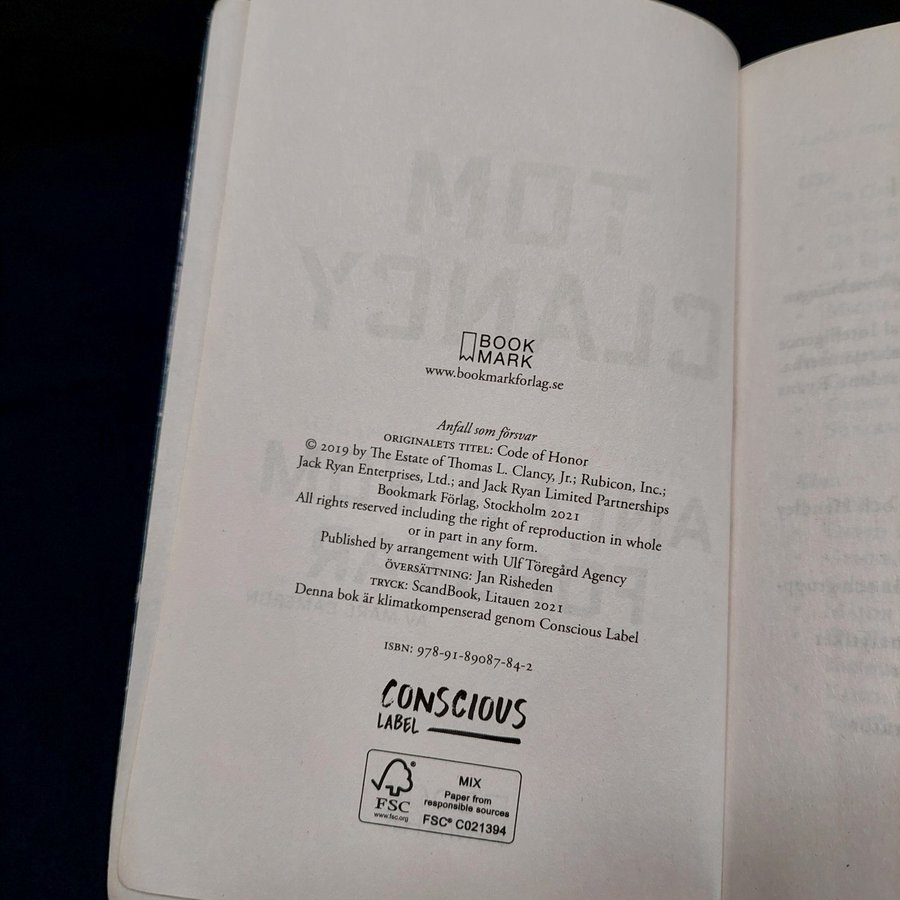 BOOK
MARK
www.bookmarkforlag.se
Anfall som försvar
ORIGINALETS TITEL: Code of Honor
© 2019 by The Estate of Thomas L. Clancy, Jr.; Rubicon, Inc.;
Jack Ryan Enterprises, Ltd.; and Jack Ryan Limited Partnerships
Bookmark Förlag, Stockholm 2021
All rights reserved including the right of reproduction in whole
or in part in any form.
Published by arrangement with Ulf Töregård Agency
ÖVERSÄTTNING: Jan Risheden
TRYCK: ScandBook, Litauen 2021
Denna bok är klimatkompenserad genom Conscious Label
ISBN: 978-91-89087-84-2
CONSCIOUS
LABEL
FSC®
www.fsc.org
MIX
Paper from
responsible sources
FSC® C021394
TOM
CLANCY